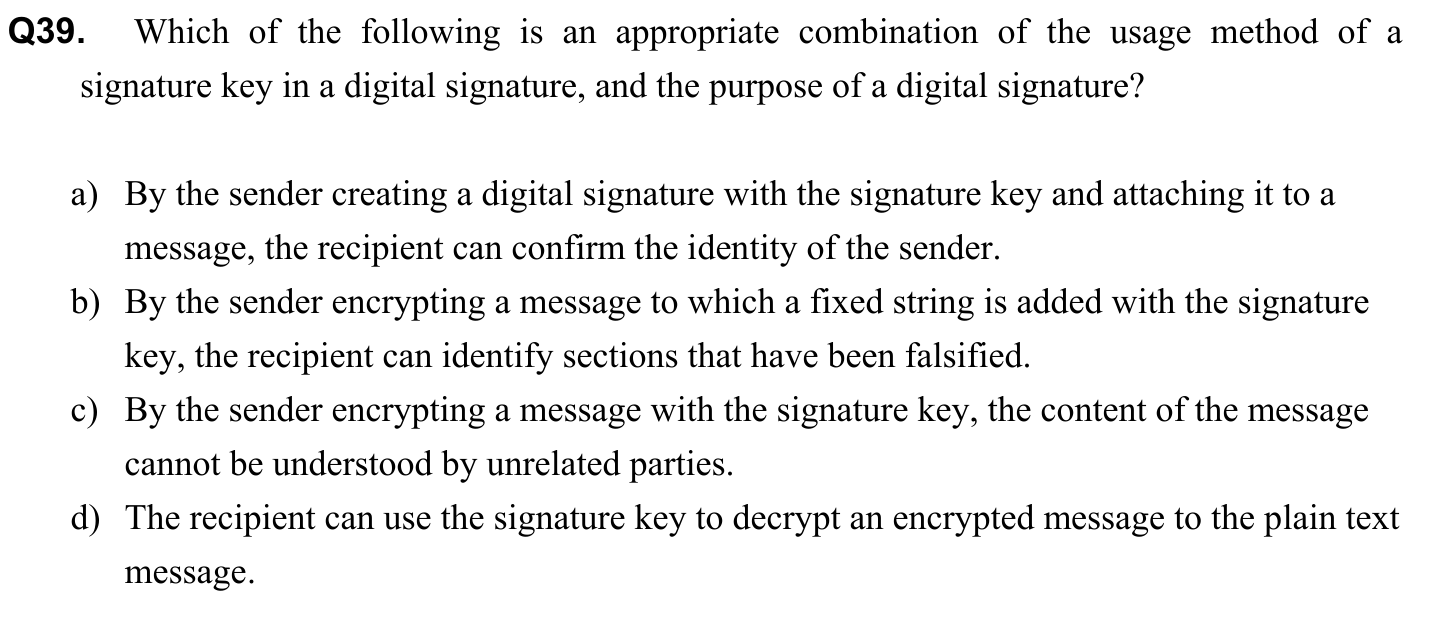 Q39. Which of the following is an appropriate combination of the usage method of a
signature key in a digital signature, and the purpose of a digital signature?
a) By the sender creating a digital signature with the signature key and attaching it to a
message, the recipient can confirm the identity of the sender.
b) By the sender encrypting a message to which a fixed string is added with the signature
key, the recipient can identify sections that have been falsified.
c) By the sender encrypting a message with the signature key, the content of the message
cannot be understood by unrelated parties.
d) The recipient can use the signature key to decrypt an encrypted message to the plain text
message.